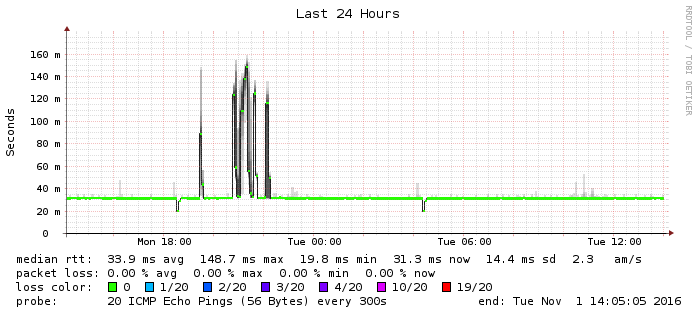 Last 24 Hours
RRDTOOL / TOBI OETIKER
Seconds
160 m
140 m
120 m
100 m
80 m
60 m
40 m
20 m
0
Mon 18:00 Tue 00:00 Tue 06:00 Tue 12:00
median rtt: 33.9 ms avg 148.7 ms max 19.8 ms min 31.3 ms now 14.4 ms sd 2.3 am/s
packet loss: 0.00 % avg 0.00 % max 0.00 % min 0.00 % now
loss color: 0 1/20 2/20 3/20 4/20 10/20 19/20
probe: 20 ICMP Echo Pings (56 Bytes) every 300s end: Tue Nov 1 14:05:05 2016